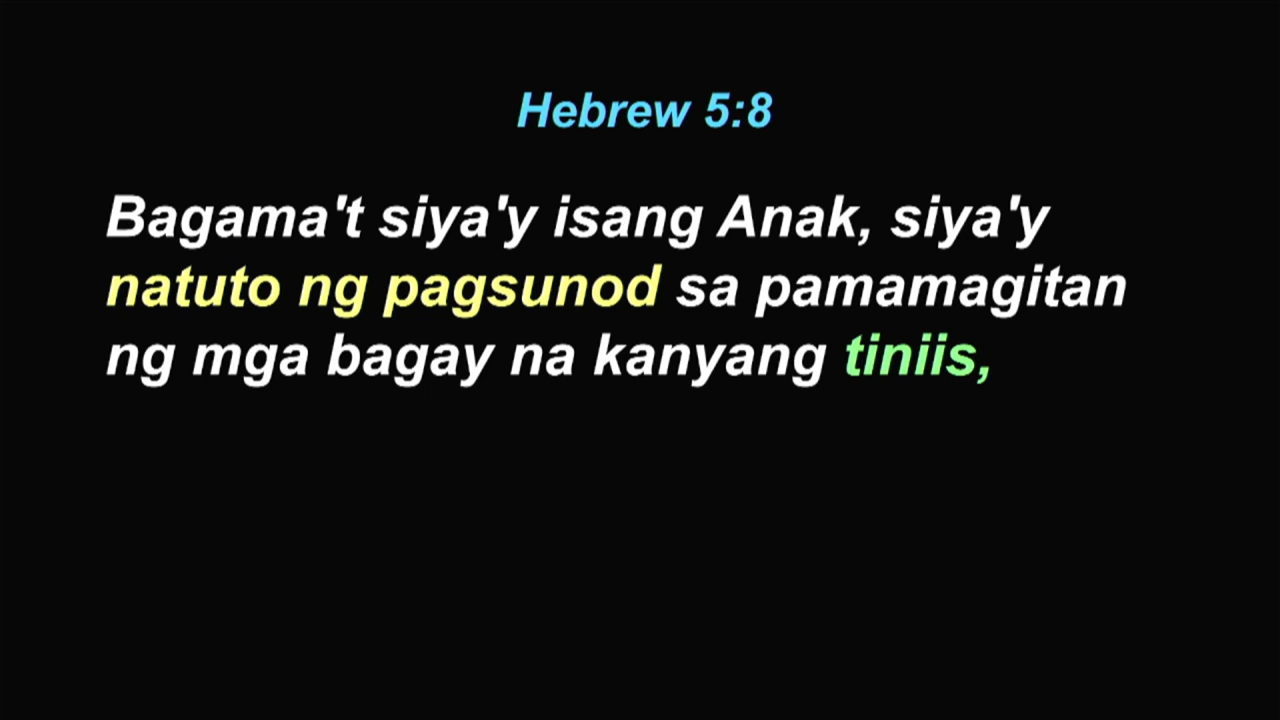 Hebrew 5:8
Bagama't siya'y isang Anak, siya'y
natuto ng pagsunod sa pamamagitan
ng mga bagay na kanyang tiniis,